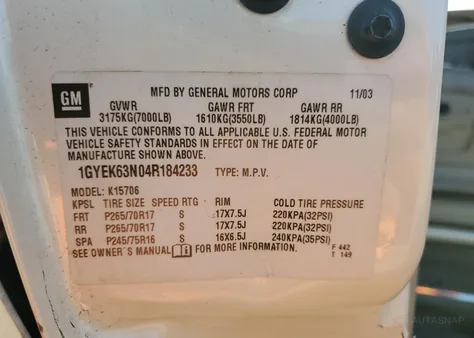 GM
MFD BY GENERAL MOTORS CORP 11/03
GVWR GAWR FRT GAWR RR
3175KG(7000LB) 1610KG(3550LB) 1814KG(4000LB)
THIS VEHICLE CONFORMS TO ALL APPLICABLE U.S. FEDERAL MOTOR
VEHICLE SAFETY STANDARDS IN EFFECT ON THE DATE OF
MANUFACTURE SHOWN ABOVE.
1GYEK63N04R184233 TYPE: M.P.V.
MODEL: K15706
KPSL TIRE SIZE SPEED RTG RIM COLD TIRE PRESSURE
FRT P265/70R17 S 17X7.5J 220KPA(32PSI)
RR P265/70R17 S 17X7.5J 220KPA(32PSI)
SPA P245/75R16 S 16X6.5J 240KPA(35PSI)
SEE OWNER'S MANUAL FOR MORE INFORMATION.
F 442
T 149
AUTASNAP